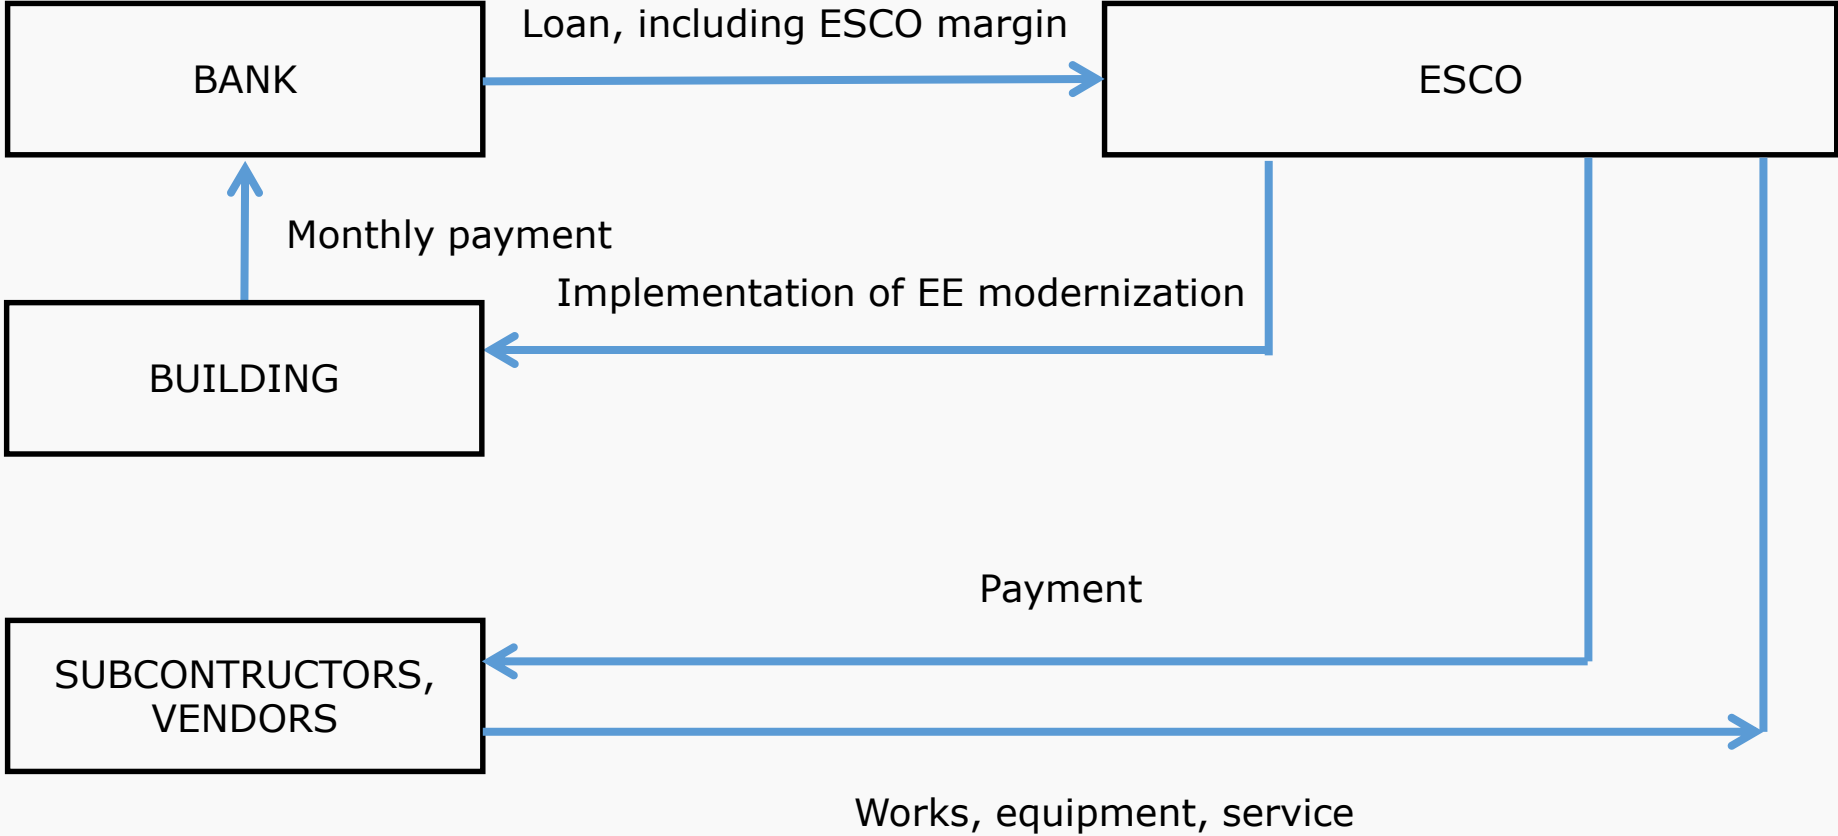 Loan, including ESCO margin
BANK
ESCO
Monthly payment
Implementation of EE modernization
BUILDING
Payment
SUBCONTRUCTORS,
VENDORS
Works, equipment, service